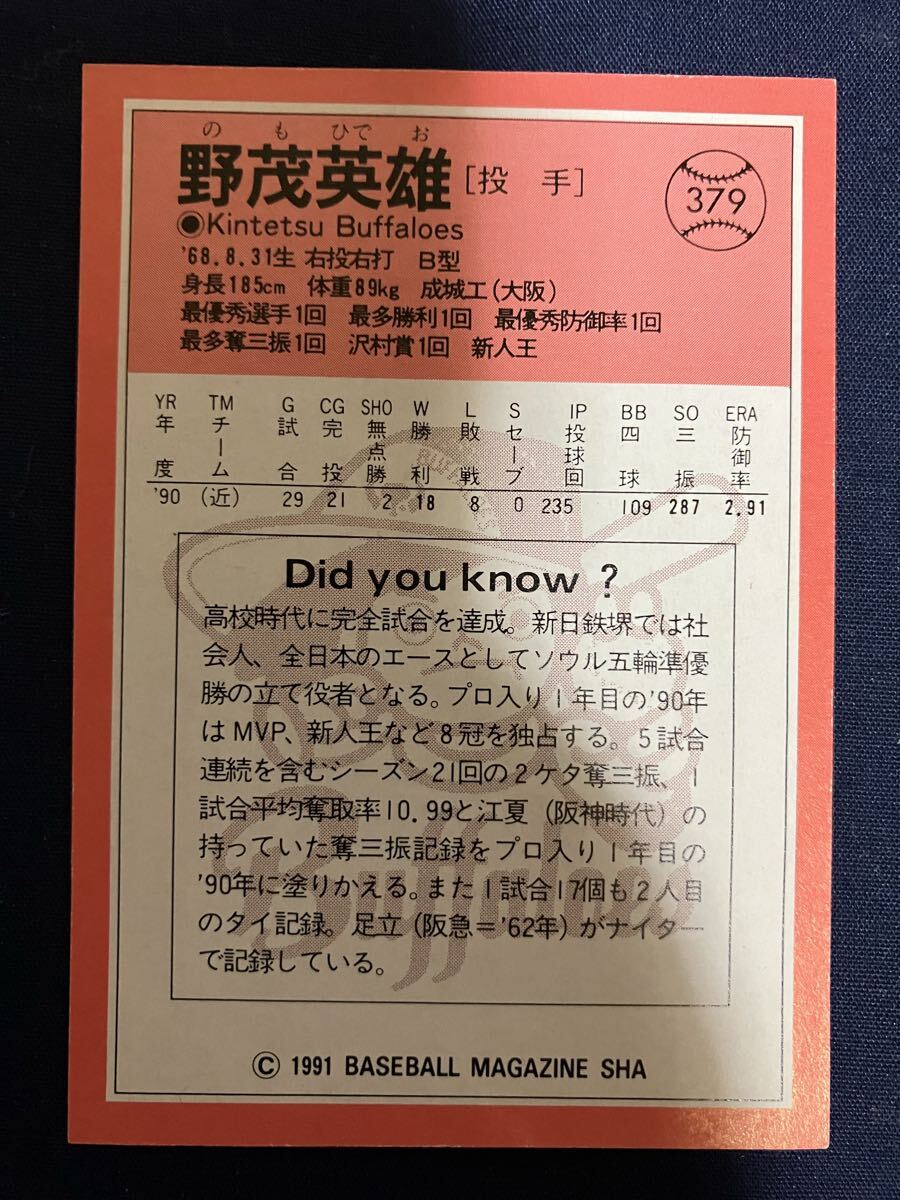 の も ひで お
野茂英雄[投 手]
379
●Kintetsu Buffaloes
'68.8.31生 右投右打 B型
身長185cm 体重89kg 成城工(大阪)
最優秀選手1回 最多勝利1回 最優秀防御率1回
最多奪三振1回 沢村賞1回 新人王
YR TM G CG SHO W L S IP BB SO ERA
年度 チーム 試合 完投 無点勝 勝利 敗戦 セーブ 投球回 四球 三振 防御率
'90 (近) 29 21 2 18 8 0 235 109 287 2.91
Did you know ?
高校時代に完全試合を達成。新日鉄堺では社
会人、全日本のエースとしてソウル五輪準優
勝の立て役者となる。プロ入り1年目の'90年
はMVP、新人王など8冠を独占する。5試合
連続を含むシーズン21回の2ケタ奪三振、1
試合平均奪取率10.99と江夏(阪神時代)の
持っていた奪三振記録をプロ入り1年目の
'90年に塗りかえる。また1試合17個も2人目
のタイ記録。足立(阪急='62年)がナイター
で記録している。
Buffaloes
© 1991 BASEBALL MAGAZINE SHA